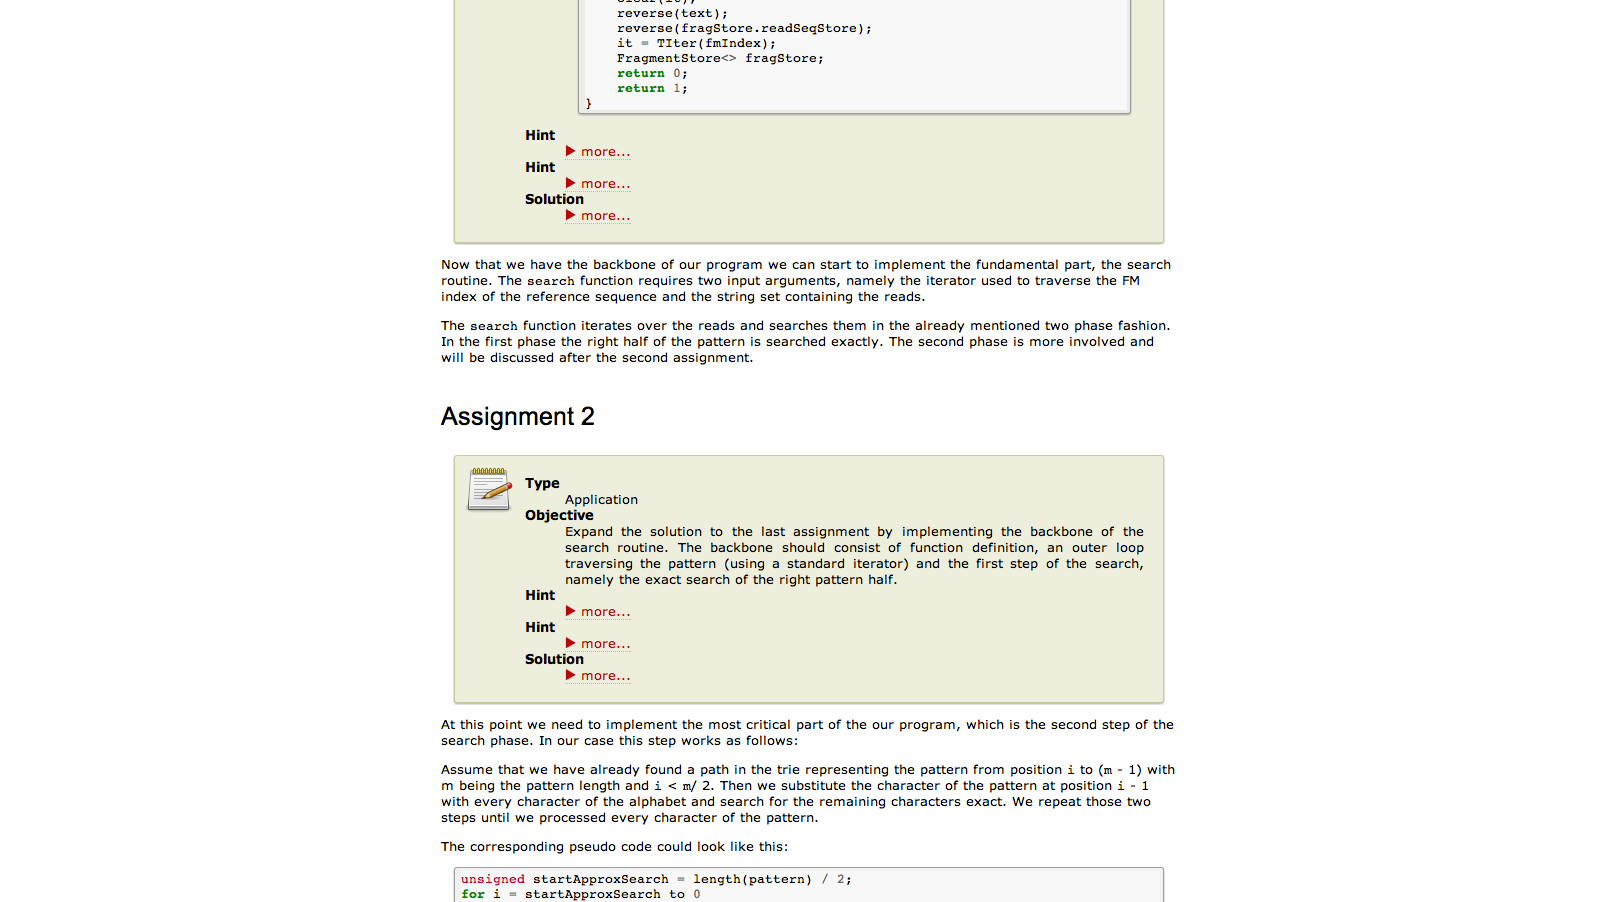 reverse(text);
reverse(fragStore.readSeqStore);
it = TIter(fmIndex);
FragmentStore<> fragStore;
return 0;
return 1;
}
Hint
more...
Hint
more...
Solution
more...
Now that we have the backbone of our program we can start to implement the fundamental part, the search
routine. The search function requires two input arguments, namely the iterator used to traverse the FM
index of the reference sequence and the string set containing the reads.
The search function iterates over the reads and searches them in the already mentioned two phase fashion.
In the first phase the right half of the pattern is searched exactly. The second phase is more involved and
will be discussed after the second assignment.
Assignment 2
Type
Application
Objective
Expand the solution to the last assignment by implementing the backbone of the
search routine. The backbone should consist of function definition, an outer loop
traversing the pattern (using a standard iterator) and the first step of the search,
namely the exact search of the right pattern half.
Hint
more...
Hint
more...
Solution
more...
At this point we need to implement the most critical part of the our program, which is the second step of the
search phase. In our case this step works as follows:
Assume that we have already found a path in the trie representing the pattern from position i to (m - 1) with
m being the pattern length and i < m/ 2. Then we substitute the character of the pattern at position i - 1
with every character of the alphabet and search for the remaining characters exact. We repeat those two
steps until we processed every character of the pattern.
The corresponding pseudo code could look like this:
unsigned startApproxSearch = length(pattern) / 2;
for i = startApproxSearch to 0